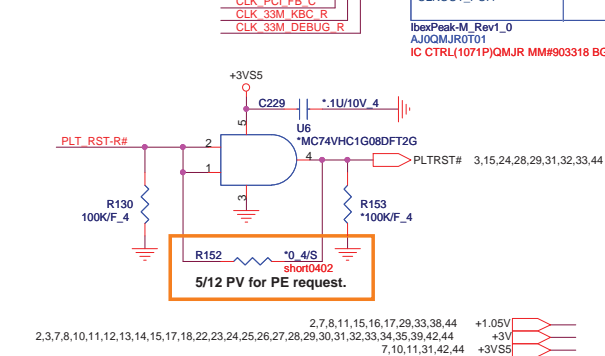 CLK_PCI_FB_C
CLK_33M_KBC_R
CLK_33M_DEBUG_R
IbexPeak-M_Rev1_0
AJ0QMJR0T01
IC CTRL(1071P)QMJR MM#903318 BG
+3VS5
C229
*.1U/10V_4
U6
*MC74VHC1G08DFT2G
5
PLT_RST-R#
2
1
4
3
PLTRST#
3,15,24,28,29,31,32,33,44
R130
100K/F_4
R153
*100K/F_4
R152
*0_4/S
short0402
5/12 PV for PE request.
2,7,8,11,15,16,17,29,33,38,44 +1.05V
2,3,7,8,10,11,12,13,14,15,17,18,22,23,24,25,26,27,28,29,30,31,32,33,34,35,39,42,44 +3V
7,10,11,31,42,44 +3VS5